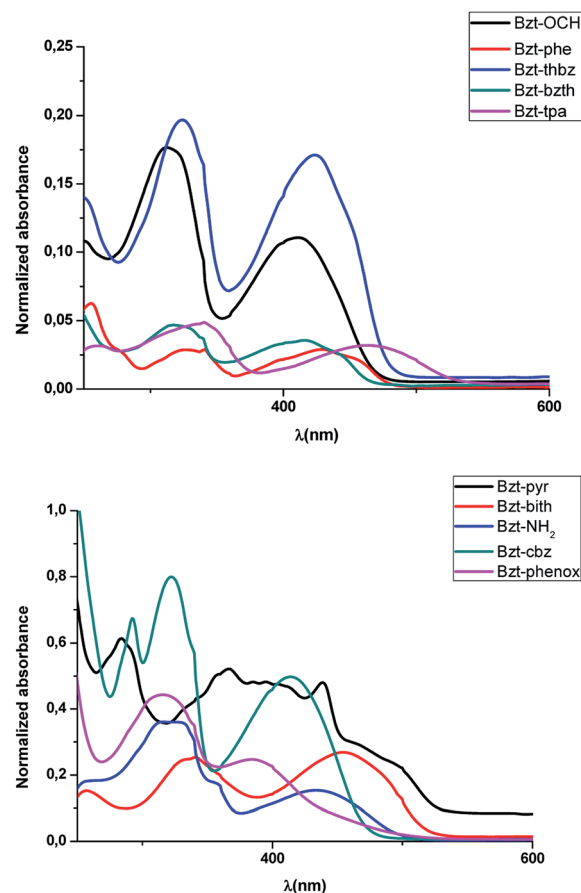 Bzt-OCH
Bzt-phe
Bzt-thbz
Bzt-bzth
Bzt-tpa
0,25
0,20
0,15
0,10
0,05
0,00
Normalized absorbance
400
600
λ(nm)
Bzt-pyr
Bzt-bith
Bzt-NH₂
Bzt-cbz
Bzt-phenox
1,0
0,8
0,6
0,4
0,2
0,0
Normalized absorbance
400
600
λ(nm)